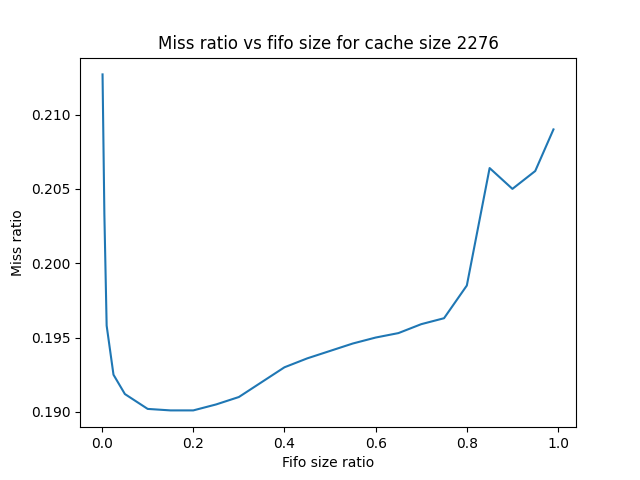 Miss ratio vs fifo size for cache size 2276
0.210
0.205
0.200
0.195
0.190
Miss ratio
0.0 0.2 0.4 0.6 0.8 1.0
Fifo size ratio